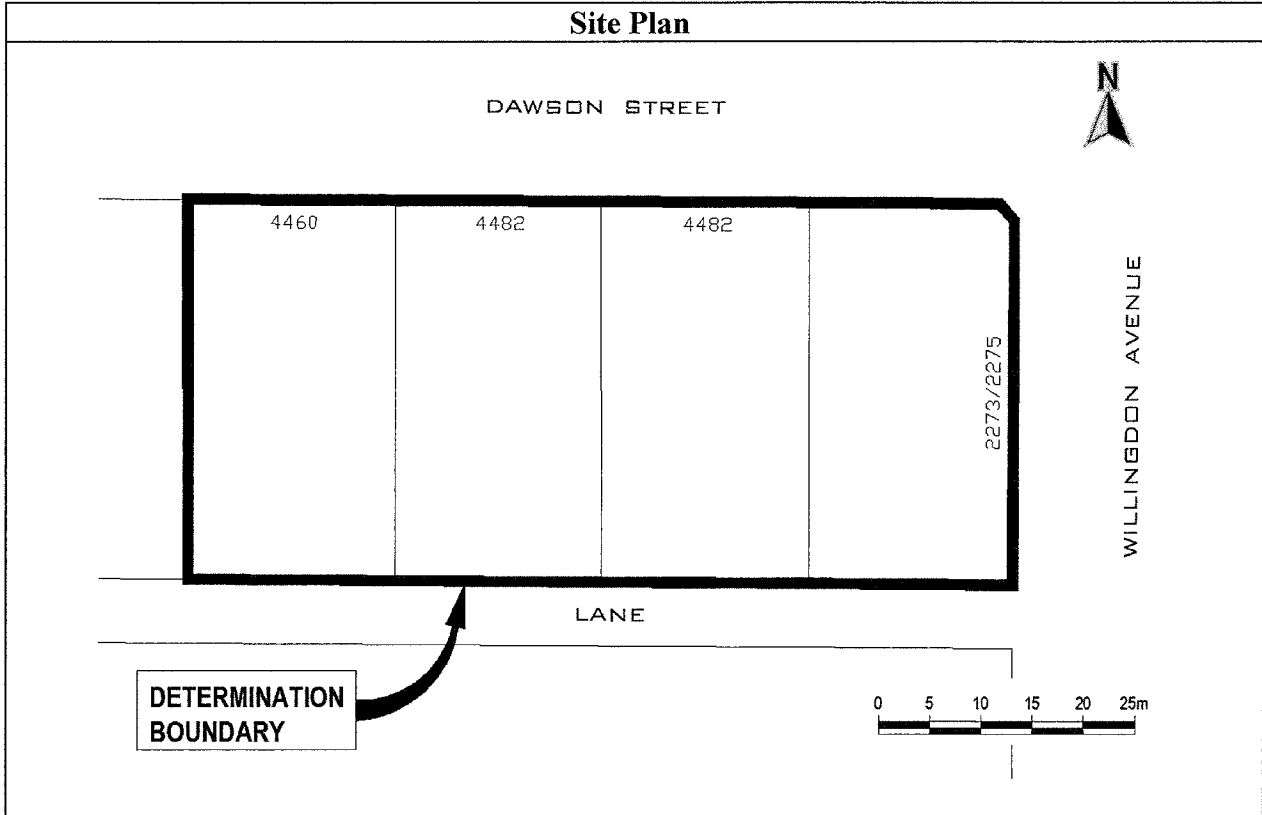 Site Plan
N
DAWSON STREET
4460
4482
4482
2273/2275
WILLINGDON AVENUE
LANE
DETERMINATION
BOUNDARY
0 5 10 15 20 25m